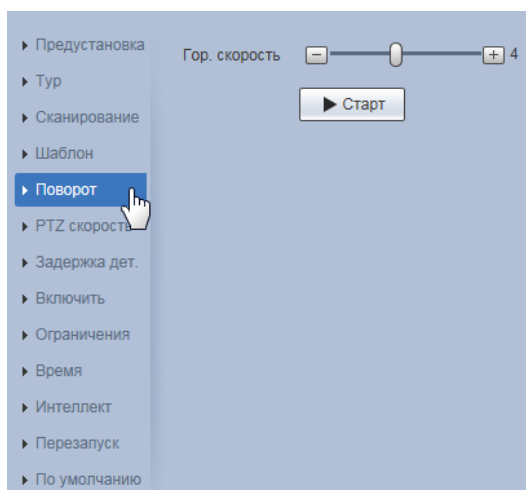 Предустановка
Тур
Сканирование
Шаблон
Поворот
PTZ скорость
Задержка дет.
Включить
Ограничения
Время
Интеллект
Перезапуск
По умолчанию
Гор. скорость 4
Старт